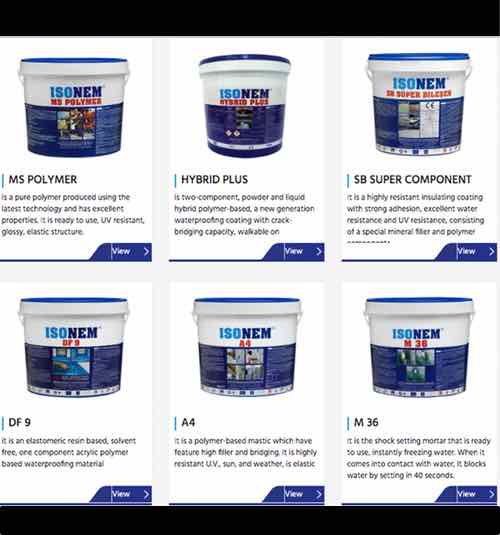 ISONEM
MS POLYMER
ISONEM
HYBRID PLUS
ISONEM
SB SUPER BİLEŞEN
CE
MS POLYMER
is a pure polymer produced using the
latest technology and has excellent
properties. It is ready to use, UV resistant,
glossy, elastic structure.
View
HYBRID PLUS
is two-component, powder and liquid
hybrid polymer-based, a new generation
waterproofing coating with crack-
bridging capacity, walkable on
View
SB SUPER COMPONENT
It is a highly resistant insulating coating
with strong adhesion, excellent water
resistance and UV resistance, consisting
of a special mineral filler and polymer
components
View
ISONEM
DF 9
ISONEM
A4
ISONEM
M 36
DF 9
It is an elastomeric resin based, solvent
free, one component acrylic polymer
based waterproofing material
View
A4
It is a polymer-based mastic which have
feature high filler and bridging. It is highly
resistant U.V., sun, and weather, is elastic
View
M 36
It is the shock setting mortar that is ready
to use, instantly freezing water. When it
comes into contact with water, it blocks
water by setting in 40 seconds.
View